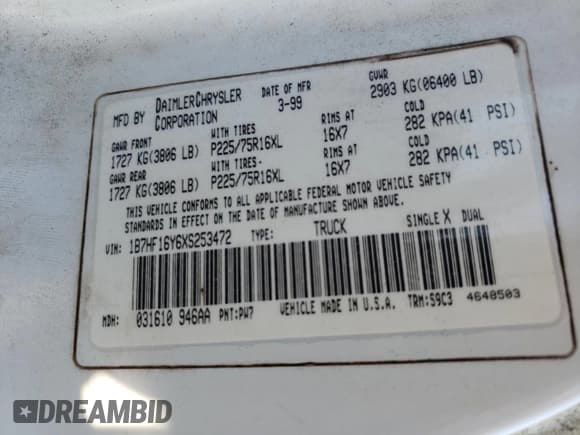 MFD BY DAIMLERCHRYSLER CORPORATION DATE OF MFR 3-99 GVWR 2903 KG(06400 LB)
GAWR FRONT WITH TIRES RIMS AT COLD
1727 KG(3806 LB) P225/75R16XL 16X7 282 KPA(41 PSI)
GAWR REAR WITH TIRES RIMS AT COLD
1727 KG(3806 LB) P225/75R16XL 16X7 282 KPA(41 PSI)
THIS VEHICLE CONFORMS TO ALL APPLICABLE FEDERAL MOTOR VEHICLE SAFETY
STANDARDS IN EFFECT ON THE DATE OF MANUFACTURE SHOWN ABOVE.
VIN: 1B7HF16Y6XS253472 TYPE: TRUCK SINGLE X DUAL
MDH: 031610 946AA PNT:PW7 VEHICLE MADE IN U.S.A. TRM:S9C3 4648503
DREAMBID